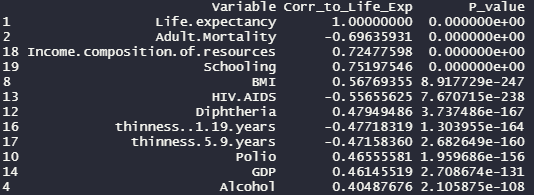 Variable Corr_to_Life_Exp P_value
1 Life.expectancy 1.00000000 0.000000e+00
2 Adult.Mortality -0.69635931 0.000000e+00
18 Income.composition.of.resources 0.72477598 0.000000e+00
19 Schooling 0.75197546 0.000000e+00
8 BMI 0.56769355 8.917729e-247
13 HIV.AIDS -0.55655625 7.670715e-238
12 Diphtheria 0.47949486 3.737486e-167
16 thinness..1.19.years -0.47718319 1.303955e-164
17 thinness.5.9.years -0.47158360 2.682649e-160
10 Polio 0.46555581 1.959686e-156
14 GDP 0.46145519 2.708674e-131
4 Alcohol 0.40487676 2.105875e-108